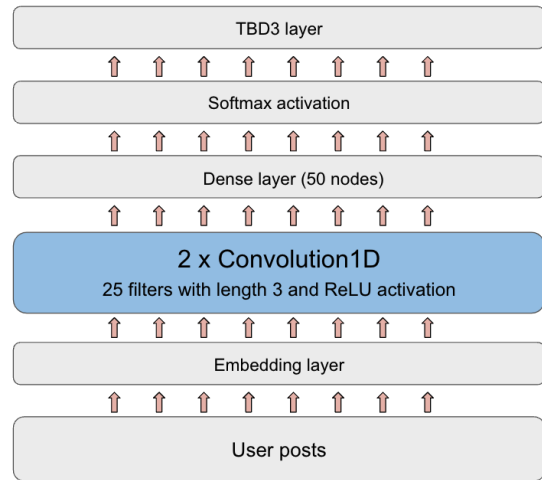 TBD3 layer
Softmax activation
Dense layer (50 nodes)
2 x Convolution1D
25 filters with length 3 and ReLU activation
Embedding layer
User posts